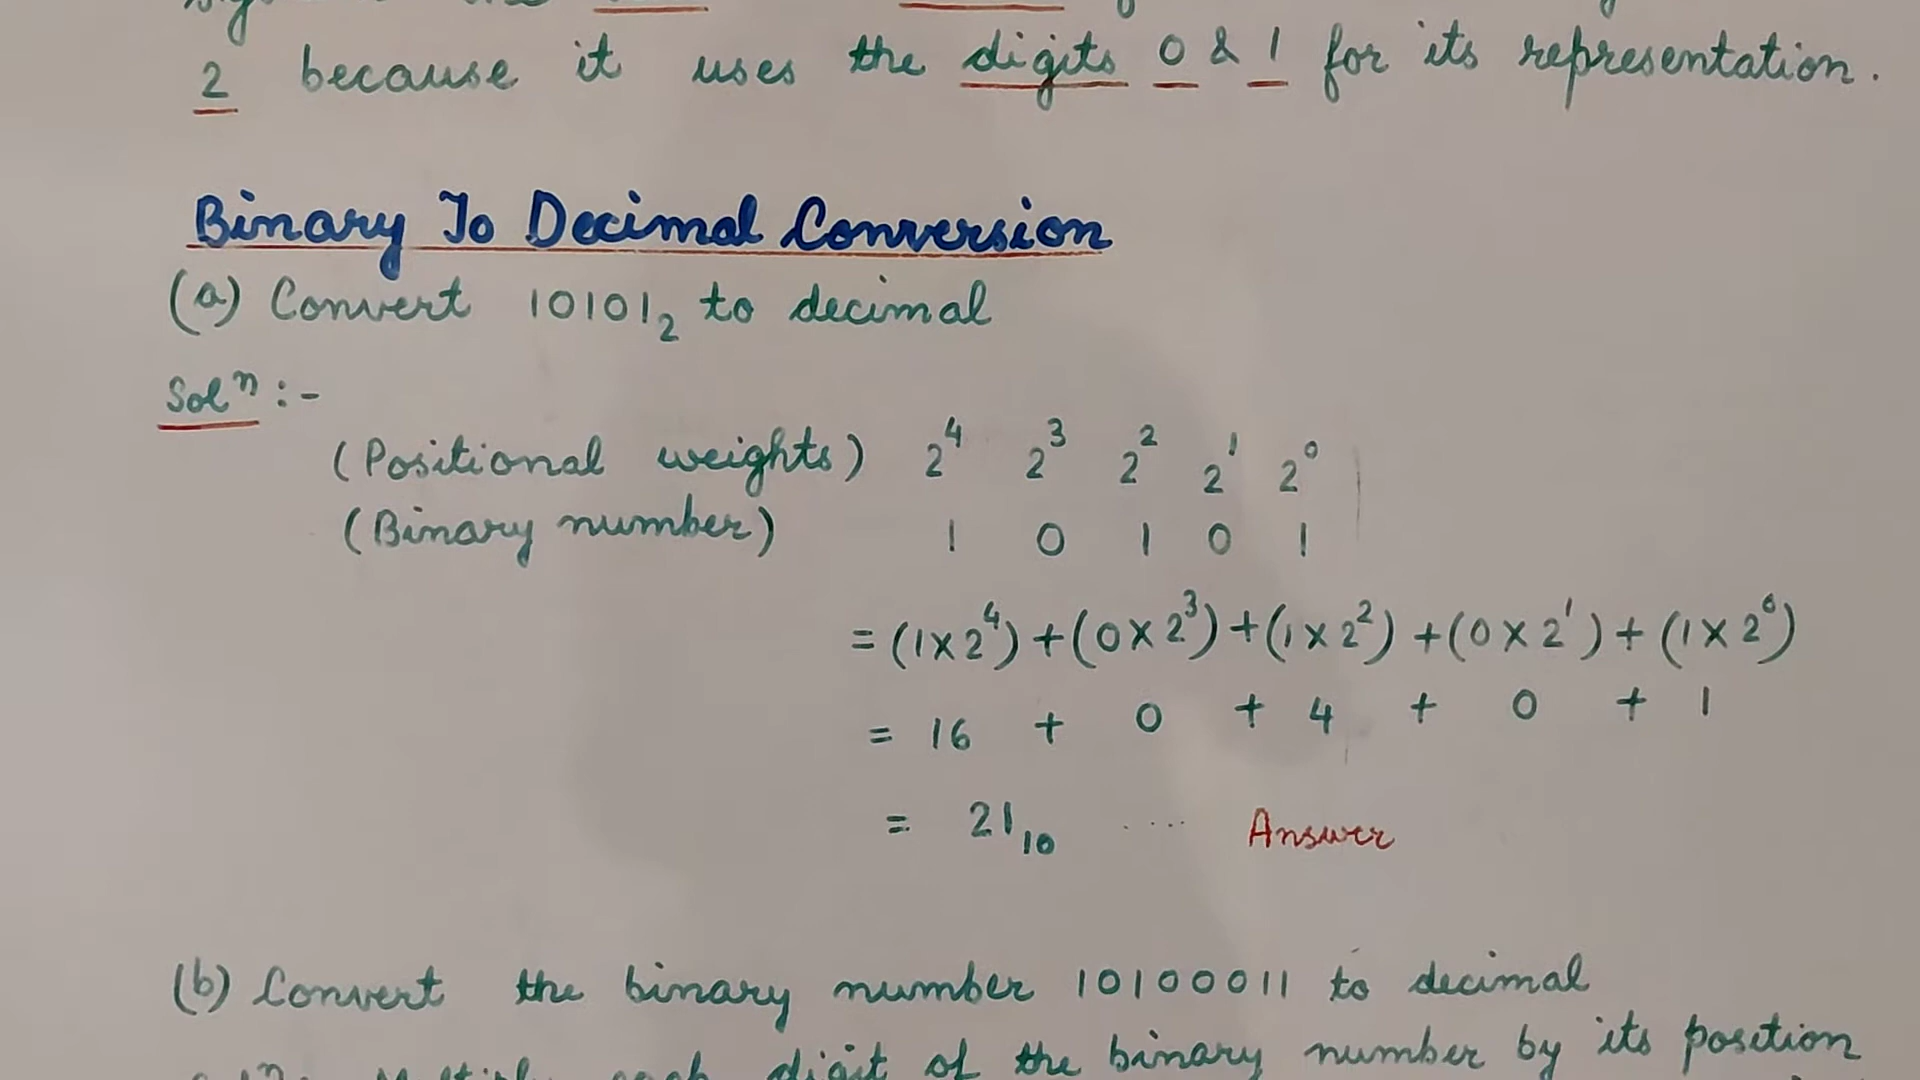 2 because it uses the digits 0 & 1 for its representation.
Binary To Decimal Conversion
(a) Convert 10101₂ to decimal
Solⁿ :-
(Positional weights) 2⁴ 2³ 2² 2¹ 2⁰
(Binary number) 1 0 1 0 1
= (1×2⁴)+(0×2³)+(1×2²)+(0×2¹)+(1×2⁰)
= 16 + 0 + 4 + 0 + 1
= 21₁₀ .... Answer
(b) Convert the binary number 10100011 to decimal
digit of the binary number by its position